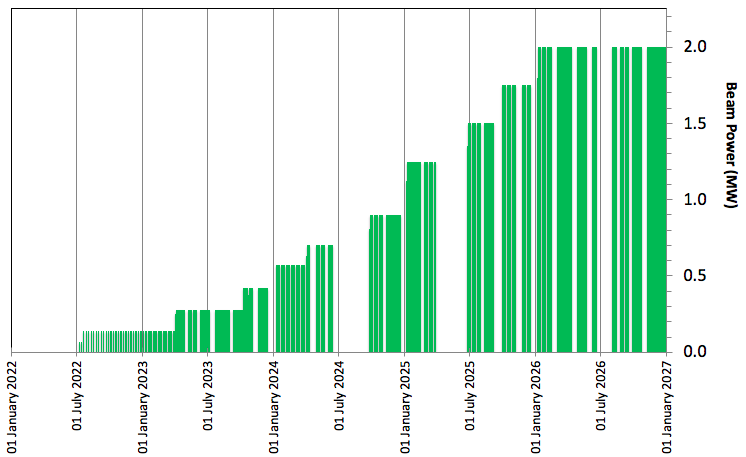 2.0
1.5
1.0
0.5
0.0
Beam Power (MW)
01 January 2022
01 July 2022
01 January 2023
01 July 2023
01 January 2024
01 July 2024
01 January 2025
01 July 2025
01 January 2026
01 July 2026
01 January 2027